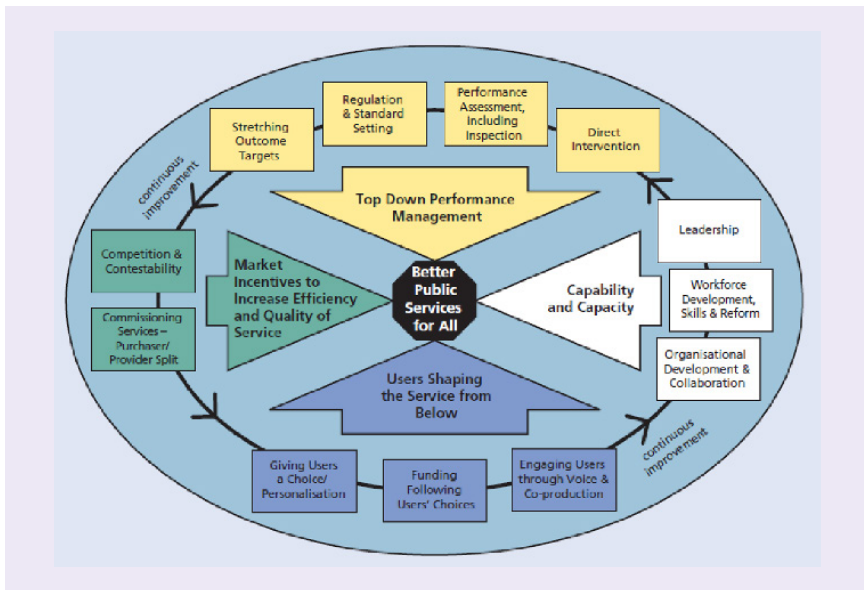 Regulation
& Standard
Setting
Performance
Assessment,
Including
Inspection
Stretching
Outcome
Targets
Direct
Intervention
continuous
improvement
Top Down Performance
Management
Competition &
Contestability
Commissioning
Services –
Purchaser/
Provider Split
Market
Incentives to
Increase Efficiency
and Quality of
Service
Better
Public
Services
for All
Capability
and Capacity
Leadership
Workforce
Development,
Skills & Reform
Organisational
Development &
Collaboration
Users Shaping
the Service from
Below
continuous
improvement
Giving Users
a Choice/
Personalisation
Funding
Following
Users' Choices
Engaging Users
through Voice &
Co-production